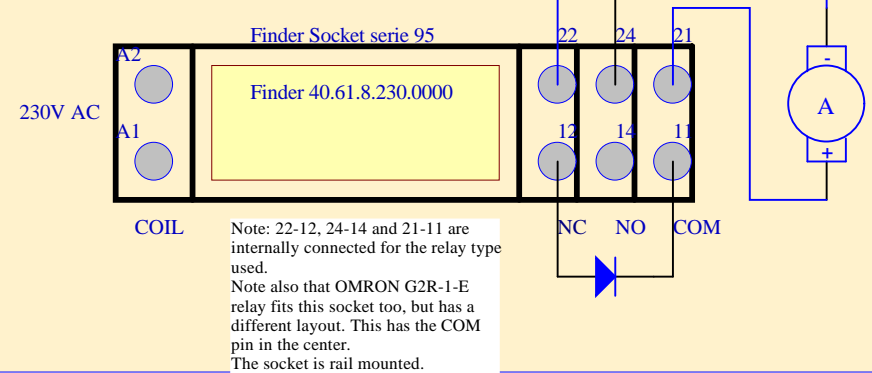 Finder Socket serie 95
22 24 21
A2
Finder 40.61.8.230.0000
-
230V AC
A
A1
12 14 11
+
COIL
NC NO COM
Note: 22-12, 24-14 and 21-11 are
internally connected for the relay type
used.
Note also that OMRON G2R-1-E
relay fits this socket too, but has a
different layout. This has the COM
pin in the center.
The socket is rail mounted.